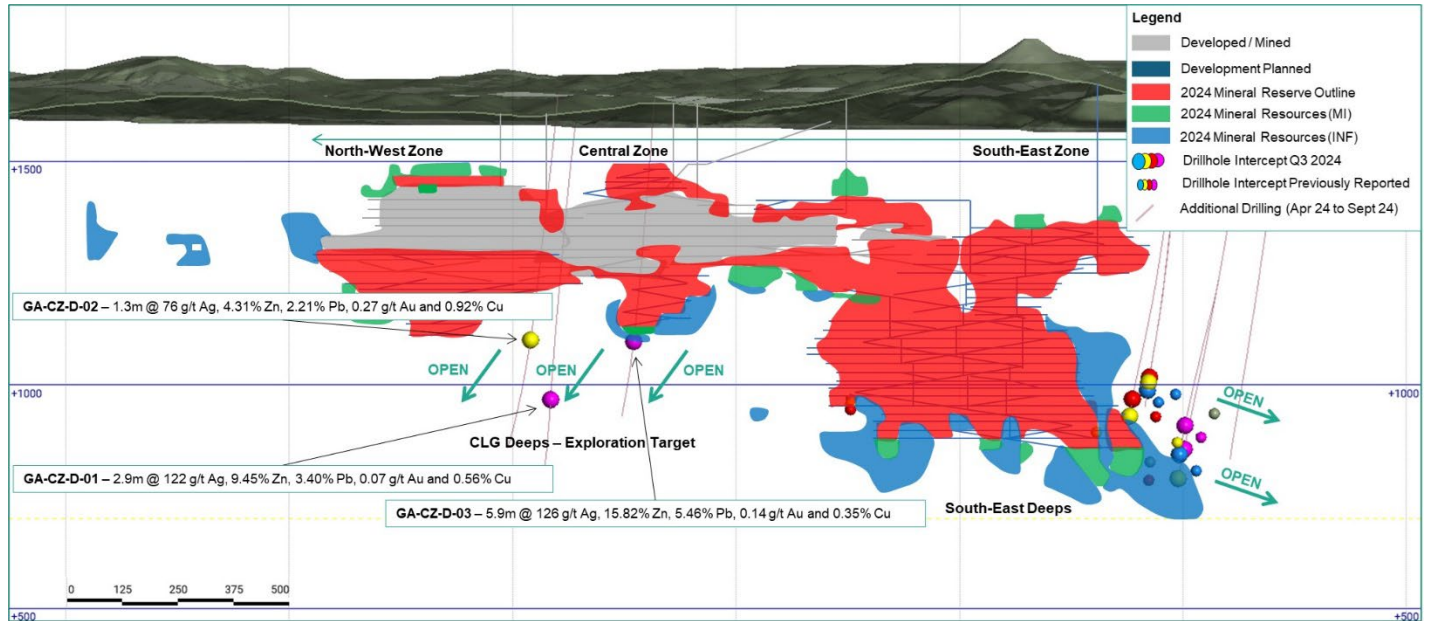 Legend
Developed / Mined
Development Planned
2024 Mineral Reserve Outline
2024 Mineral Resources (MI)
2024 Mineral Resources (INF)
Drillhole Intercept Q3 2024
Drillhole Intercept Previously Reported
Additional Drilling (Apr 24 to Sept 24)
North-West Zone
Central Zone
South-East Zone
+1500
GA-CZ-D-02 – 1.3m @ 76 g/t Ag, 4.31% Zn, 2.21% Pb, 0.27 g/t Au and 0.92% Cu
OPEN
OPEN
OPEN
+1000
+1000
OPEN
CLG Deeps – Exploration Target
GA-CZ-D-01 – 2.9m @ 122 g/t Ag, 9.45% Zn, 3.40% Pb, 0.07 g/t Au and 0.56% Cu
OPEN
GA-CZ-D-03 – 5.9m @ 126 g/t Ag, 15.82% Zn, 5.46% Pb, 0.14 g/t Au and 0.35% Cu
South-East Deeps
0 125 250 375 500
+500
+500